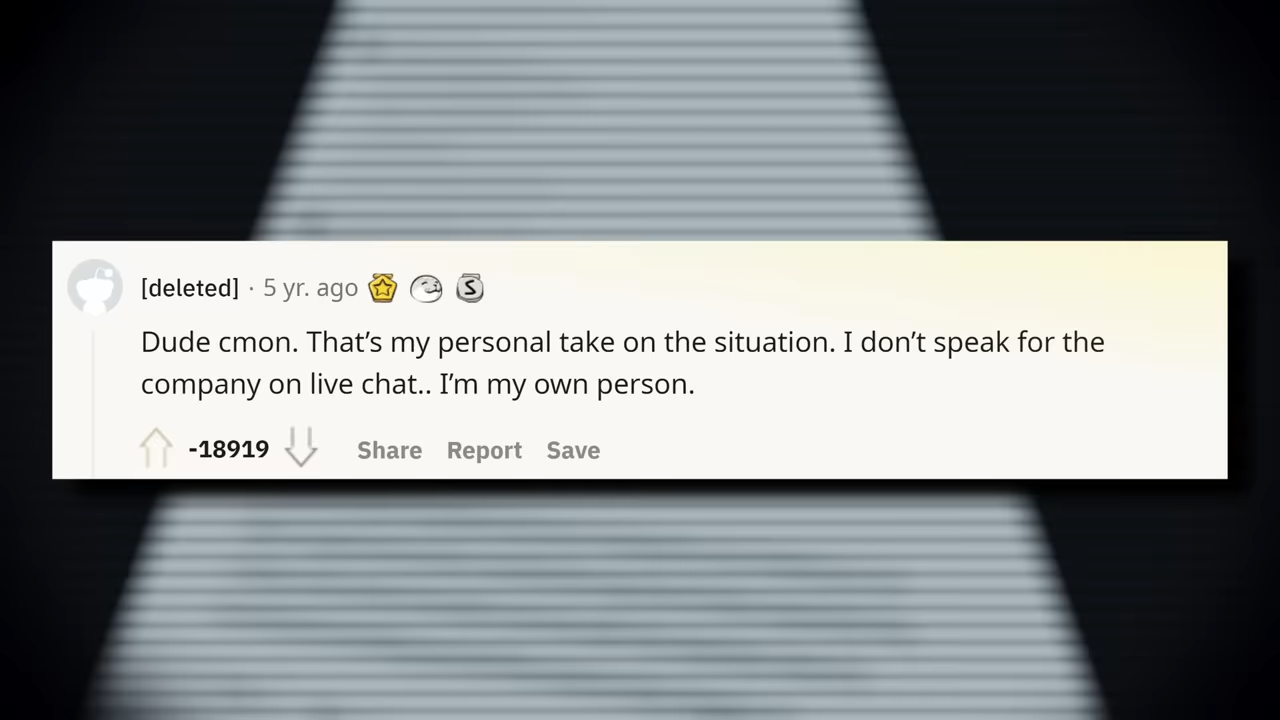 [deleted] · 5 yr. ago S
Dude cmon. That’s my personal take on the situation. I don’t speak for the
company on live chat.. I’m my own person.
-18919 Share Report Save